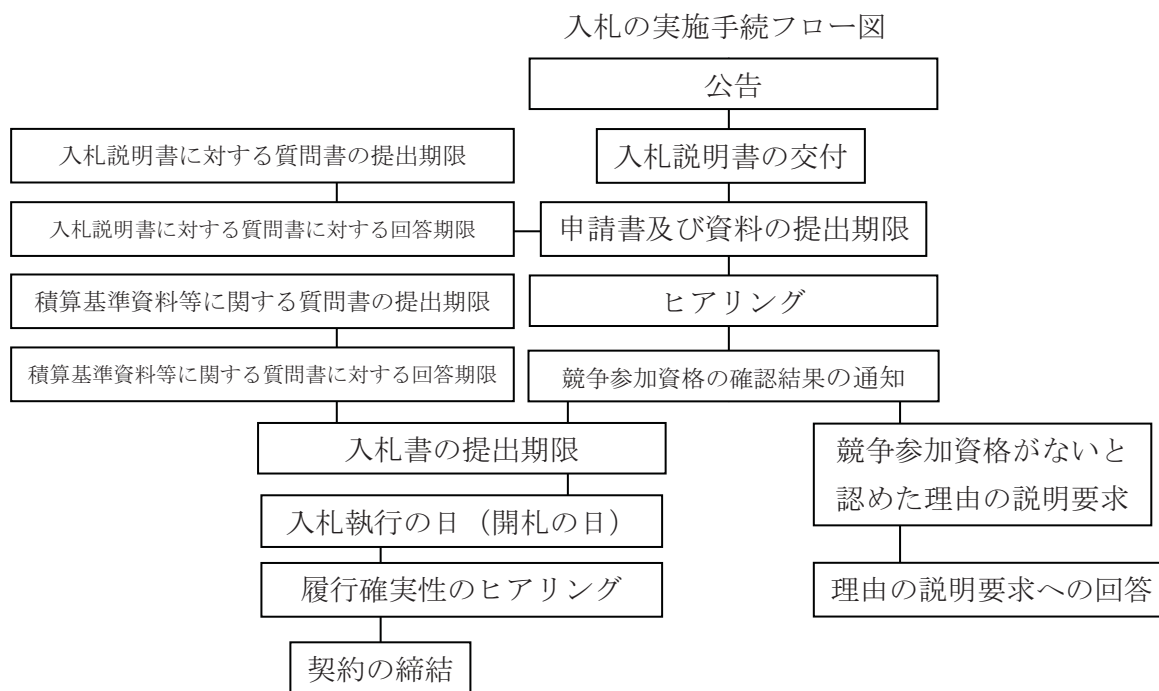 入札の実施手続フロー図
公告
入札説明書に対する質問書の提出期限
入札説明書の交付
入札説明書に対する質問書に対する回答期限
申請書及び資料の提出期限
積算基準資料等に関する質問書の提出期限
ヒアリング
積算基準資料等に関する質問書に対する回答期限
競争参加資格の確認結果の通知
入札書の提出期限
競争参加資格がないと
認めた理由の説明要求
入札執行の日（開札の日）
履行確実性のヒアリング
理由の説明要求への回答
契約の締結